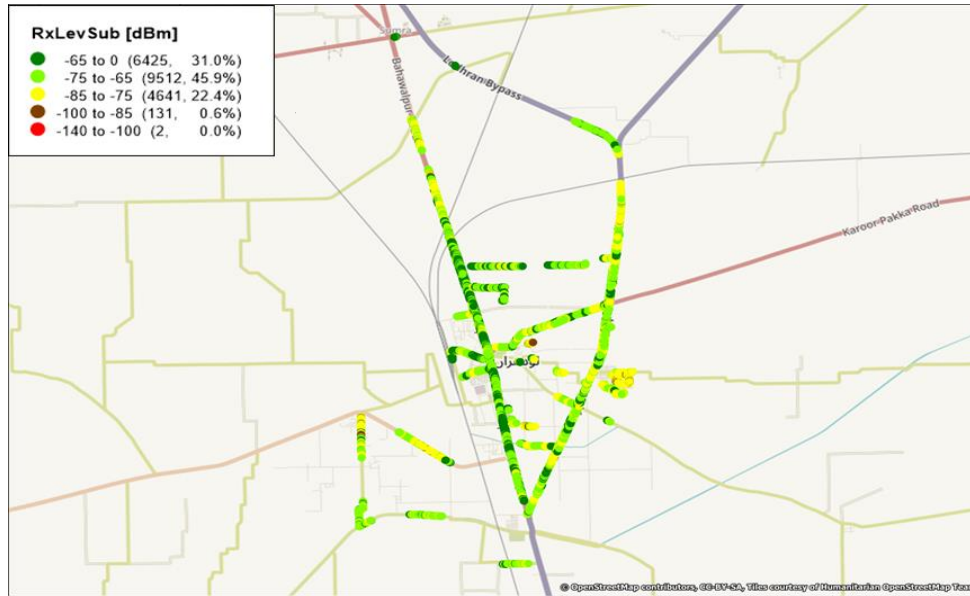 RxLevSub [dBm]
-65 to 0 (6425, 31.0%)
-75 to -65 (9512, 45.9%)
-85 to -75 (4641, 22.4%)
-100 to -85 (131, 0.6%)
-140 to -100 (2, 0.0%)
Sumra
Lodhran Bypass
Bahawalpur
Karoor Pakka Road
© OpenStreetMap contributors, CC-BY-SA, Tiles courtesy of Humanitarian OpenStreetMap Tea